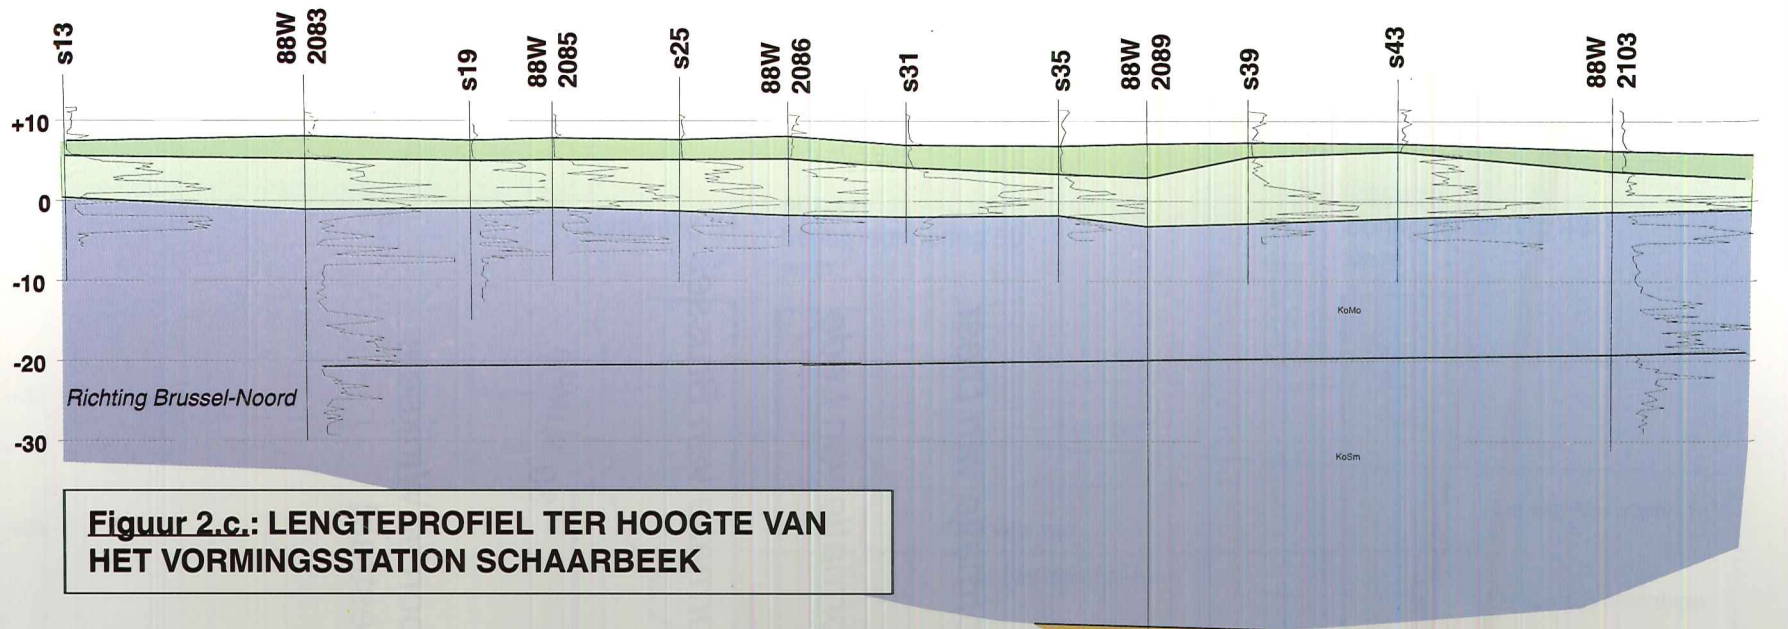 s13
88W
2083
s19
88W
2085
s25
88W
2086
s31
s35
88W
2089
s39
s43
88W
2103
+10
0
-10
-20
-30
KoMo
Richting Brussel-Noord
KoSm
Figuur 2.c.: LENGTEPROFIEL TER HOOGTE VAN
HET VORMINGSSTATION SCHAARBEEK